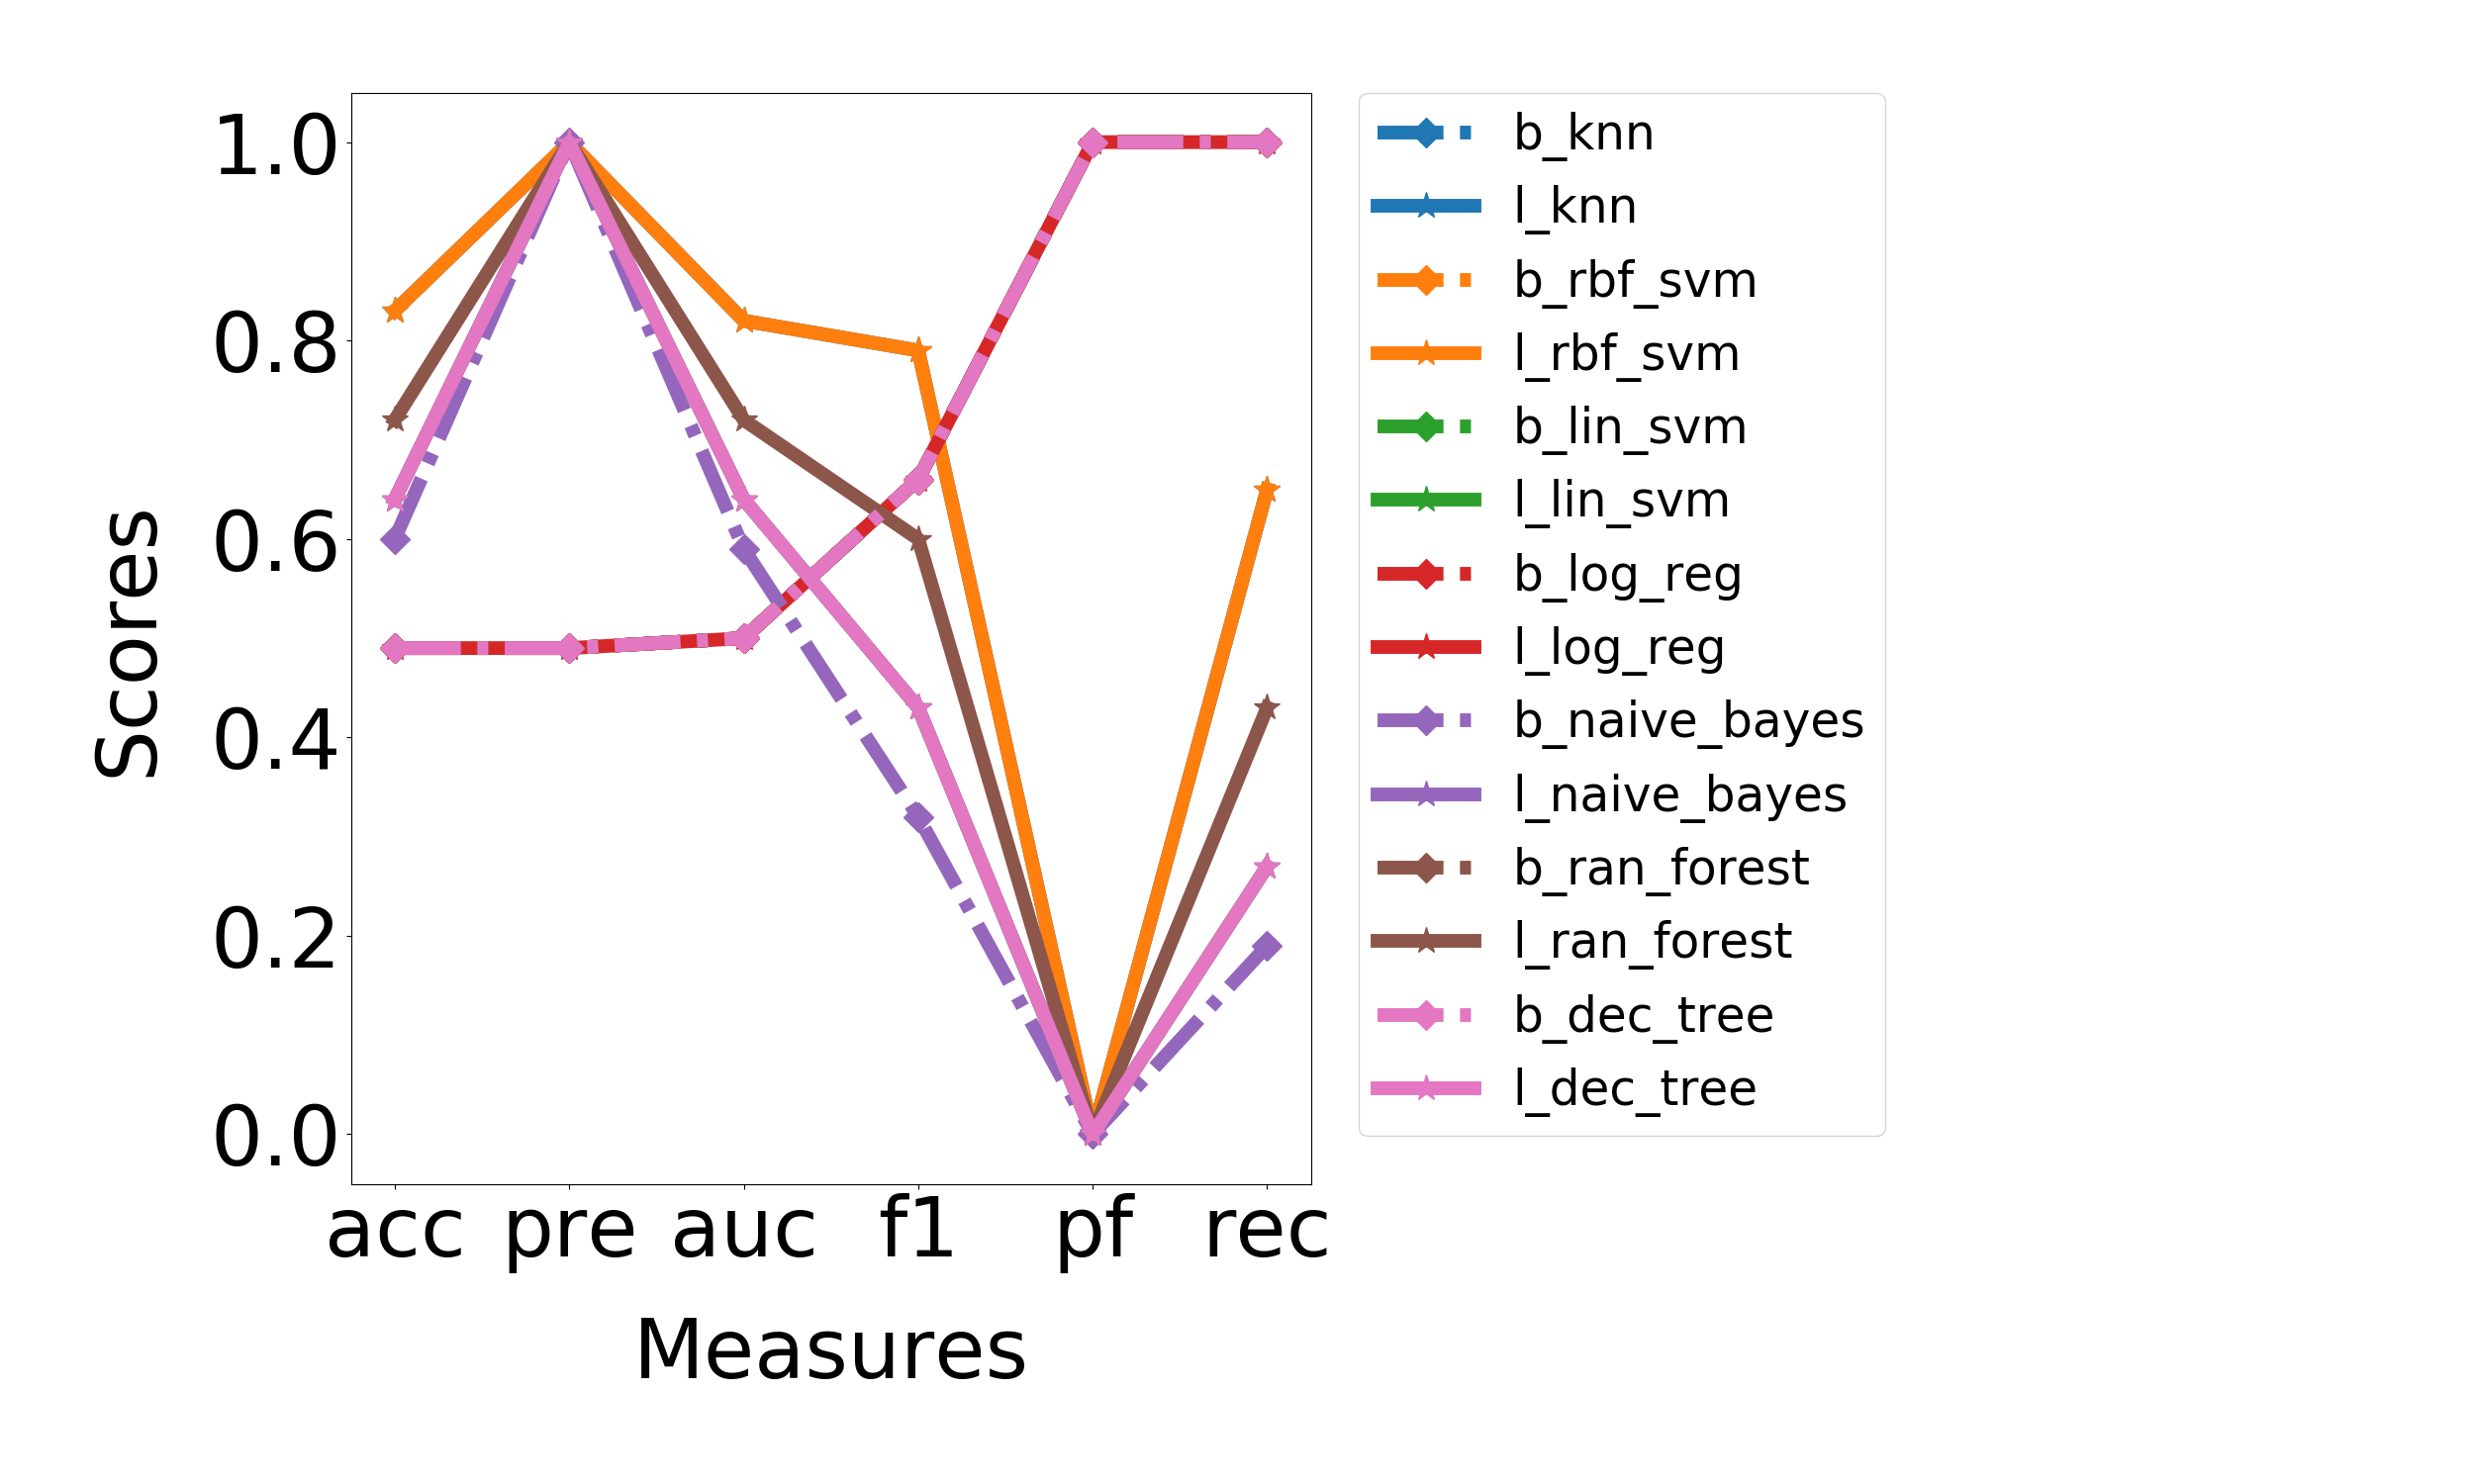 Scores
1.0
0.8
0.6
0.4
0.2
0.0
acc pre auc f1 pf rec
Measures
b_knn
l_knn
b_rbf_svm
l_rbf_svm
b_lin_svm
l_lin_svm
b_log_reg
l_log_reg
b_naive_bayes
l_naive_bayes
b_ran_forest
l_ran_forest
b_dec_tree
l_dec_tree